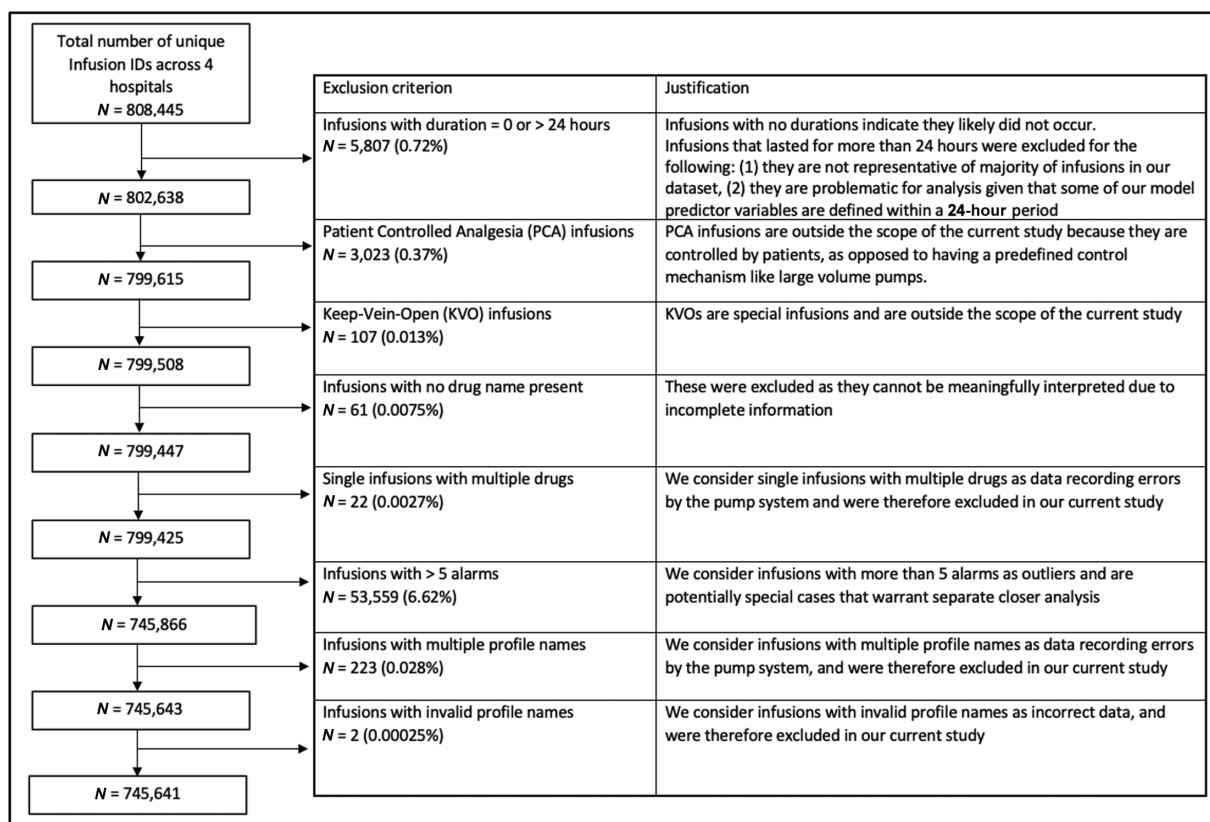 Total number of unique
Infusion IDs across 4
hospitals
N = 808,445
Exclusion criterion
Justification
Infusions with duration = 0 or > 24 hours
N = 5,807 (0.72%)
Infusions with no durations indicate they likely did not occur.
Infusions that lasted for more than 24 hours were excluded for the
following: (1) they are not representative of majority of infusions in our
dataset, (2) they are problematic for analysis given that some of our model
predictor variables are defined within a 24-hour period
N = 802,638
Patient Controlled Analgesia (PCA) infusions
N = 3,023 (0.37%)
PCA infusions are outside the scope of the current study because they are
controlled by patients, as opposed to having a predefined control
mechanism like large volume pumps.
N = 799,615
Keep-Vein-Open (KVO) infusions
N = 107 (0.013%)
KVOs are special infusions and are outside the scope of the current study
N = 799,508
Infusions with no drug name present
N = 61 (0.0075%)
These were excluded as they cannot be meaningfully interpreted due to
incomplete information
N = 799,447
Single infusions with multiple drugs
N = 22 (0.0027%)
We consider single infusions with multiple drugs as data recording errors
by the pump system and were therefore excluded in our current study
N = 799,425
Infusions with > 5 alarms
N = 53,559 (6.62%)
We consider infusions with more than 5 alarms as outliers and are
potentially special cases that warrant separate closer analysis
N = 745,866
Infusions with multiple profile names
N = 223 (0.028%)
We consider infusions with multiple profile names as data recording errors
by the pump system, and were therefore excluded in our current study
N = 745,643
Infusions with invalid profile names
N = 2 (0.00025%)
We consider infusions with invalid profile names as incorrect data, and
were therefore excluded in our current study
N = 745,641